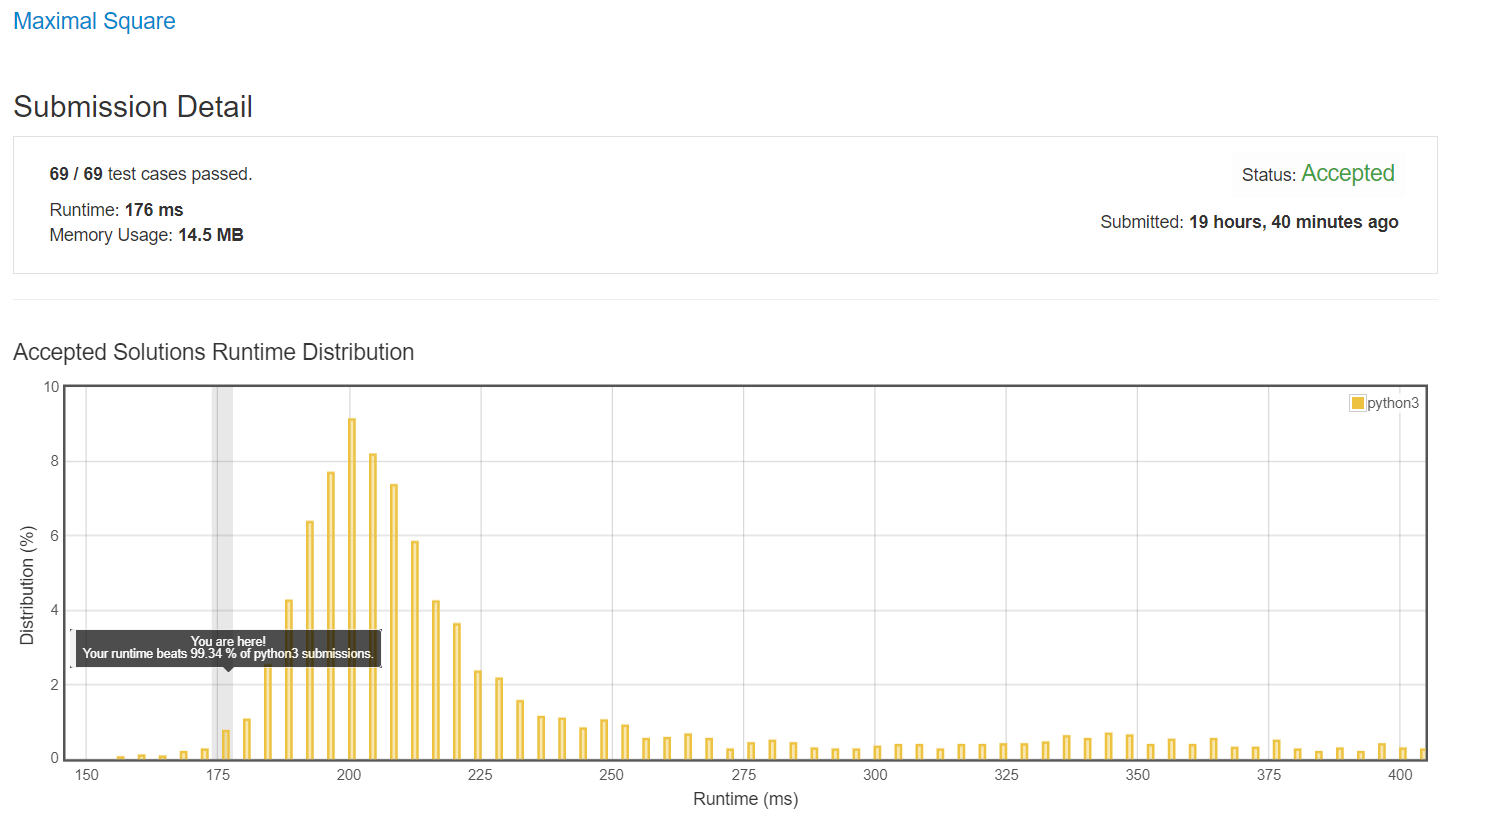 Maximal Square
Submission Detail
69 / 69 test cases passed.
Status: Accepted
Runtime: 176 ms
Memory Usage: 14.5 MB
Submitted: 19 hours, 40 minutes ago
Accepted Solutions Runtime Distribution
10
8
6
4
2
0
Distribution (%)
python3
You are here!
Your runtime beats 99.34 % of python3 submissions.
150 175 200 225 250 275 300 325 350 375 400
Runtime (ms)